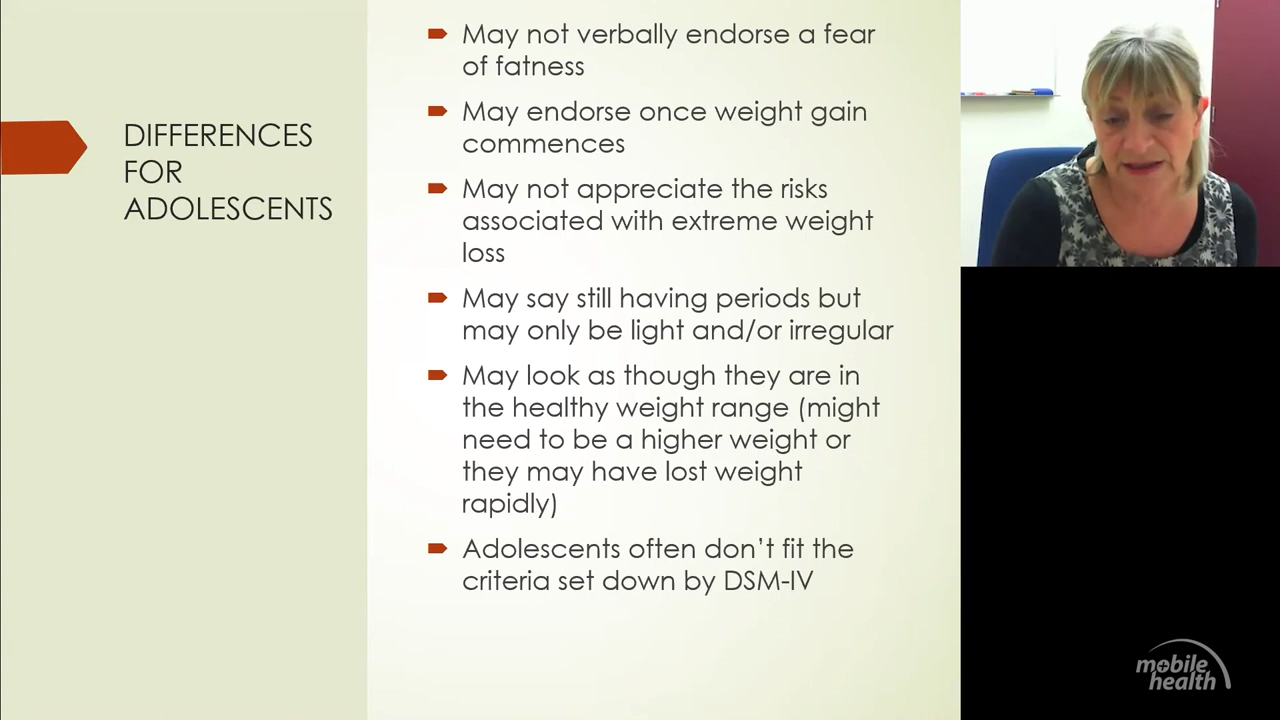 DIFFERENCES
FOR
ADOLESCENTS
May not verbally endorse a fear
of fatness
May endorse once weight gain
commences
May not appreciate the risks
associated with extreme weight
loss
May say still having periods but
may only be light and/or irregular
May look as though they are in
the healthy weight range (might
need to be a higher weight or
they may have lost weight
rapidly)
Adolescents often don’t fit the
criteria set down by DSM-IV
mobile
health